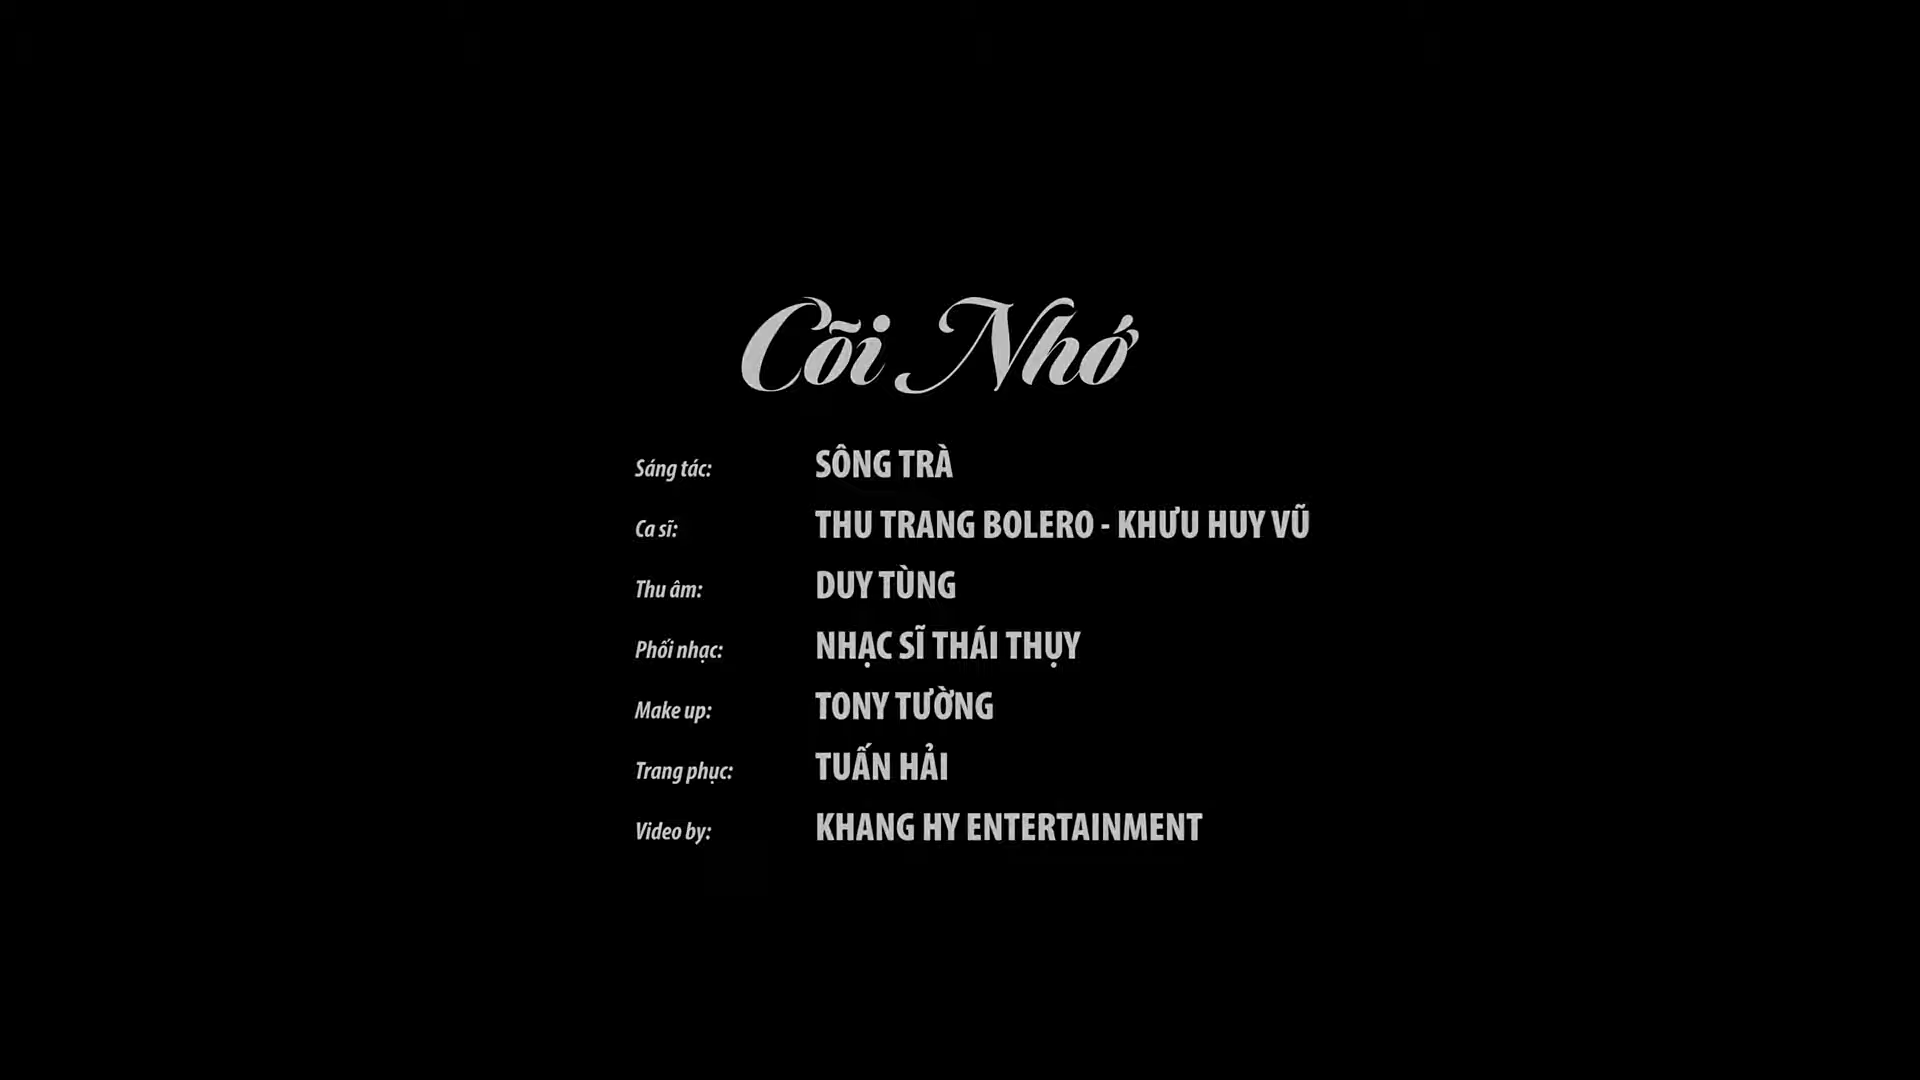 Cõi Nhớ
Sáng tác: SÔNG TRÀ
Ca sĩ: THU TRANG BOLERO - KHƯU HUY VŨ
Thu âm: DUY TÙNG
Phối nhạc: NHẠC SĨ THÁI THỤY
Make up: TONY TƯỜNG
Trang phục: TUẤN HẢI
Video by: KHANG HY ENTERTAINMENT